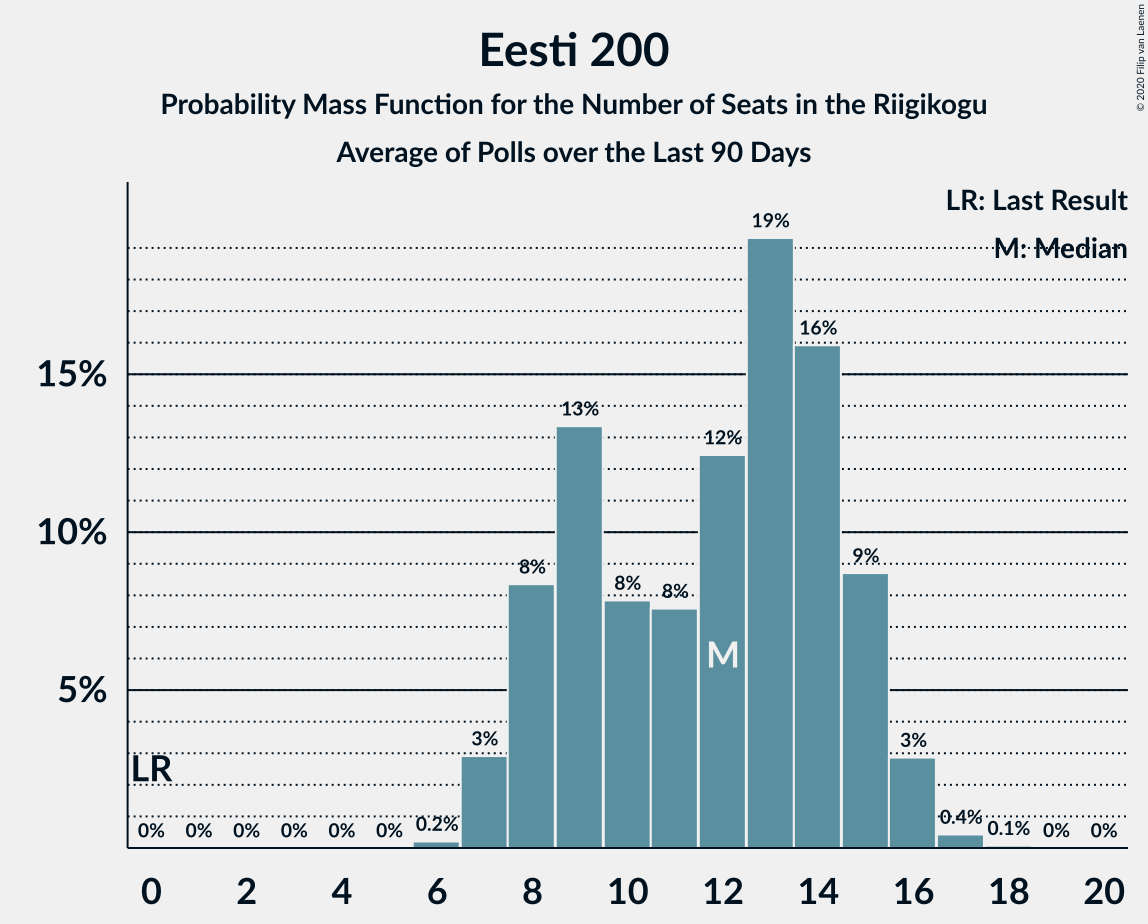 Eesti 200
Probability Mass Function for the Number of Seats in the Riigikogu
Average of Polls over the Last 90 Days
© 2020 Filip van Laenen
LR: Last Result
M: Median
15%
10%
5%
LR
M
0% 0% 0% 0% 0% 0% 0.2% 3% 8% 13% 8% 8% 12% 19% 16% 9% 3% 0.4% 0.1% 0% 0%
0 2 4 6 8 10 12 14 16 18 20